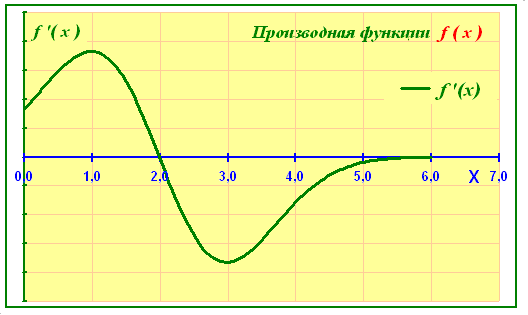 f '( x ) Производная функции f ( x )
f '(x)
0,0 1,0 2,0 3,0 4,0 5,0 6,0 X 7,0